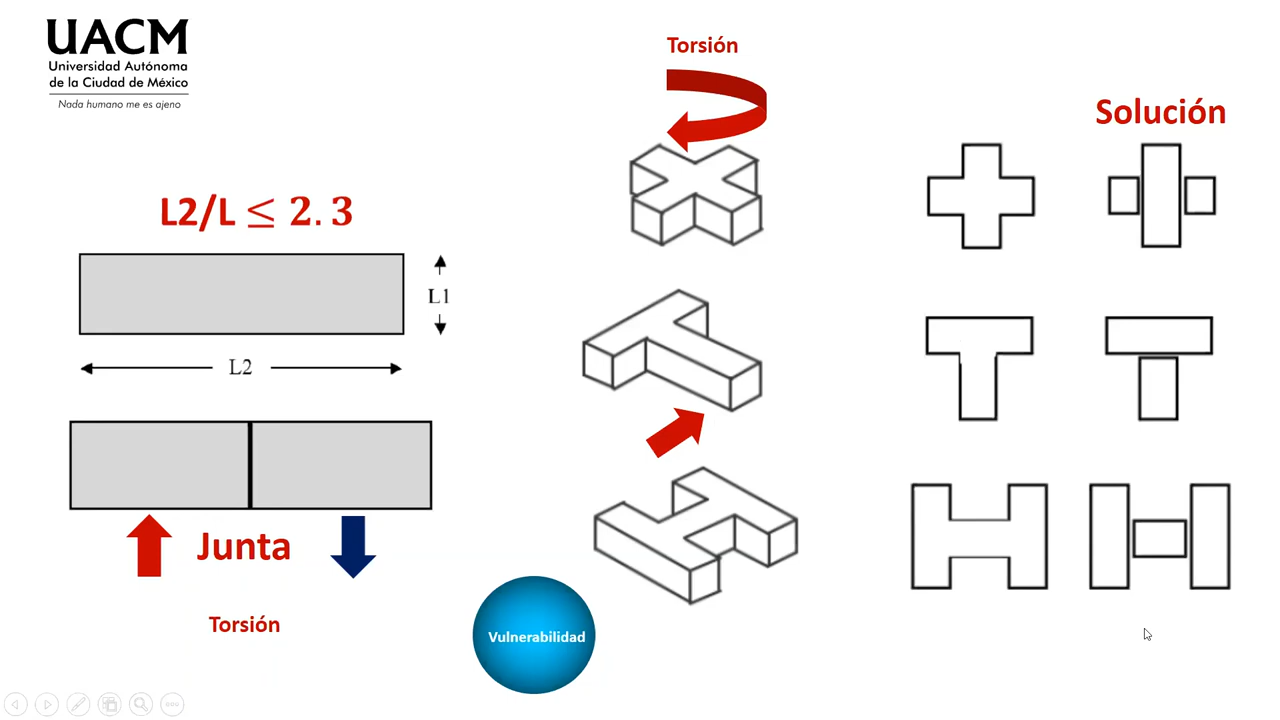 UACM
Universidad Autónoma
de la Ciudad de México
Nada humano me es ajeno
L2/L ≤ 2.3
L1
L2
Junta
Torsión
Torsión
Vulnerabilidad
Solución